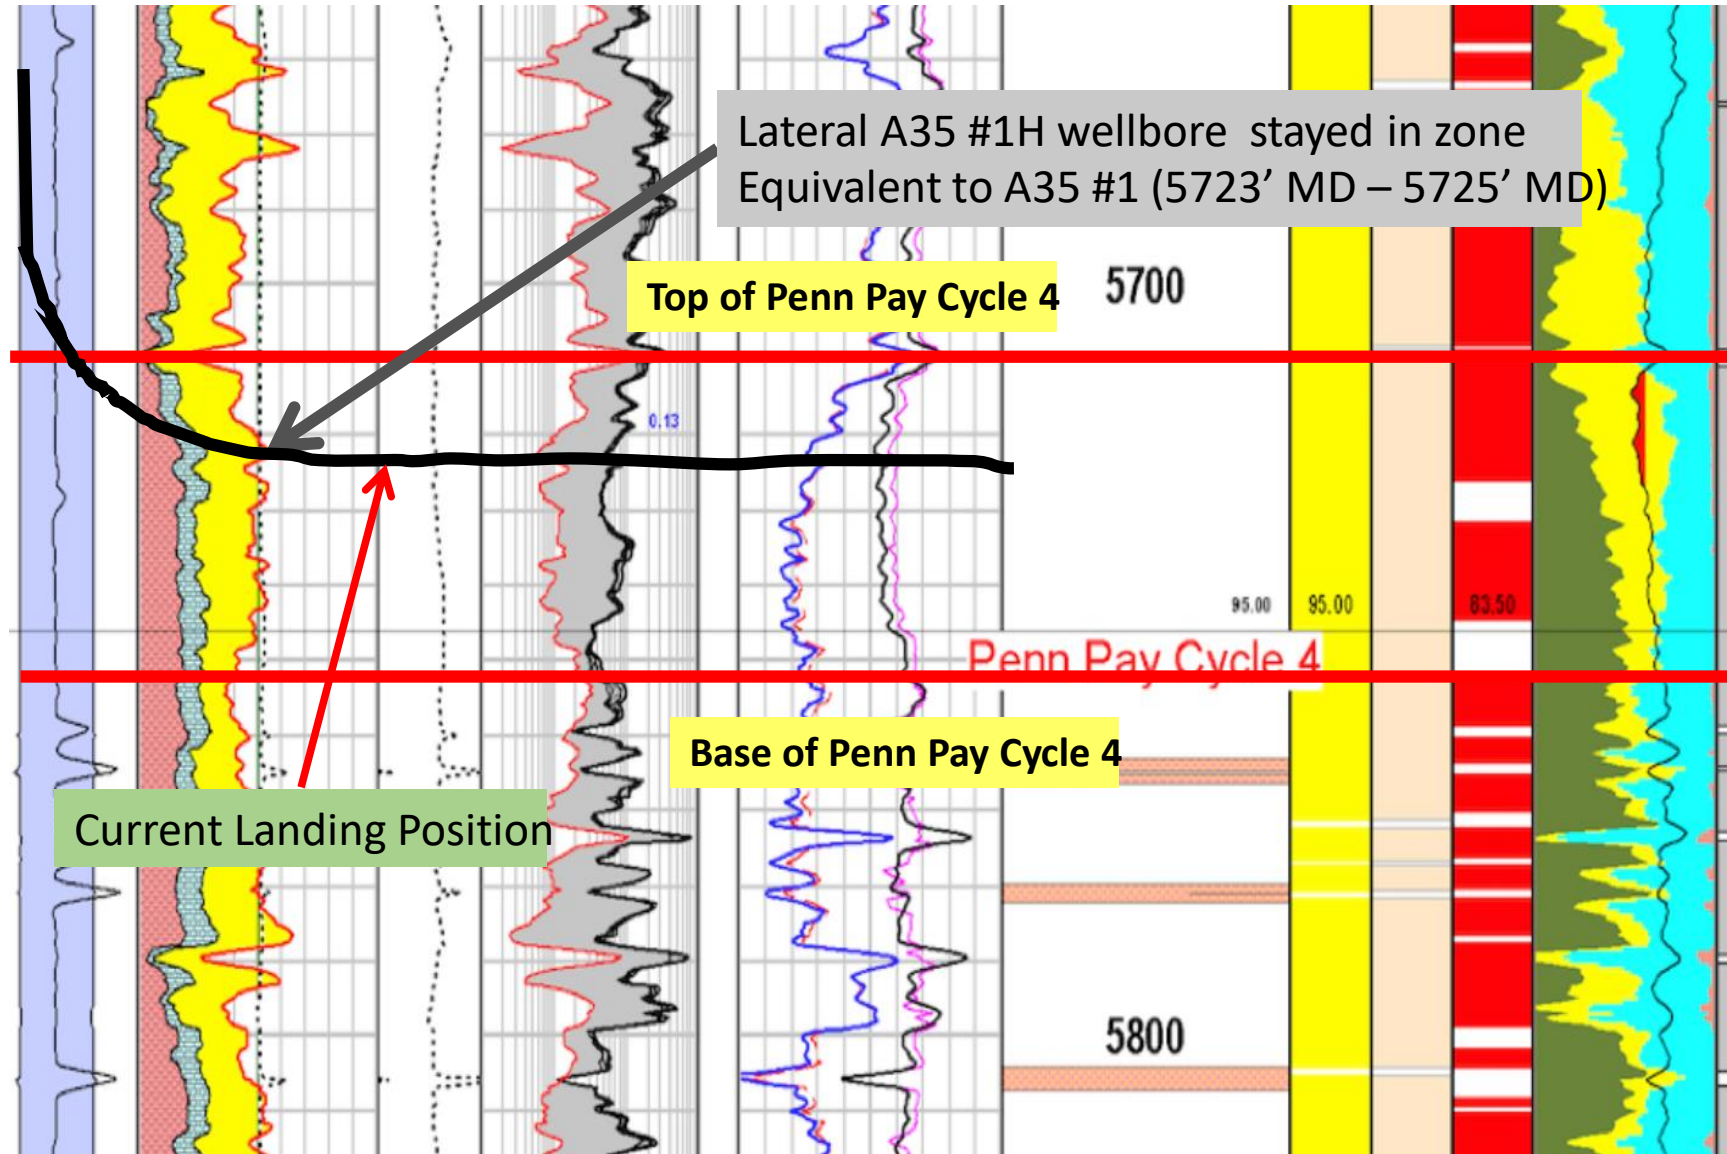 Lateral A35 #1H wellbore  stayed in zone
Equivalent to A35 #1 (5723’ MD – 5725’ MD)
Top of Penn Pay Cycle 4
5700
0.13
95.00
95.00
83.50
Penn Pay Cycle 4
Base of Penn Pay Cycle 4
Current Landing Position
5800